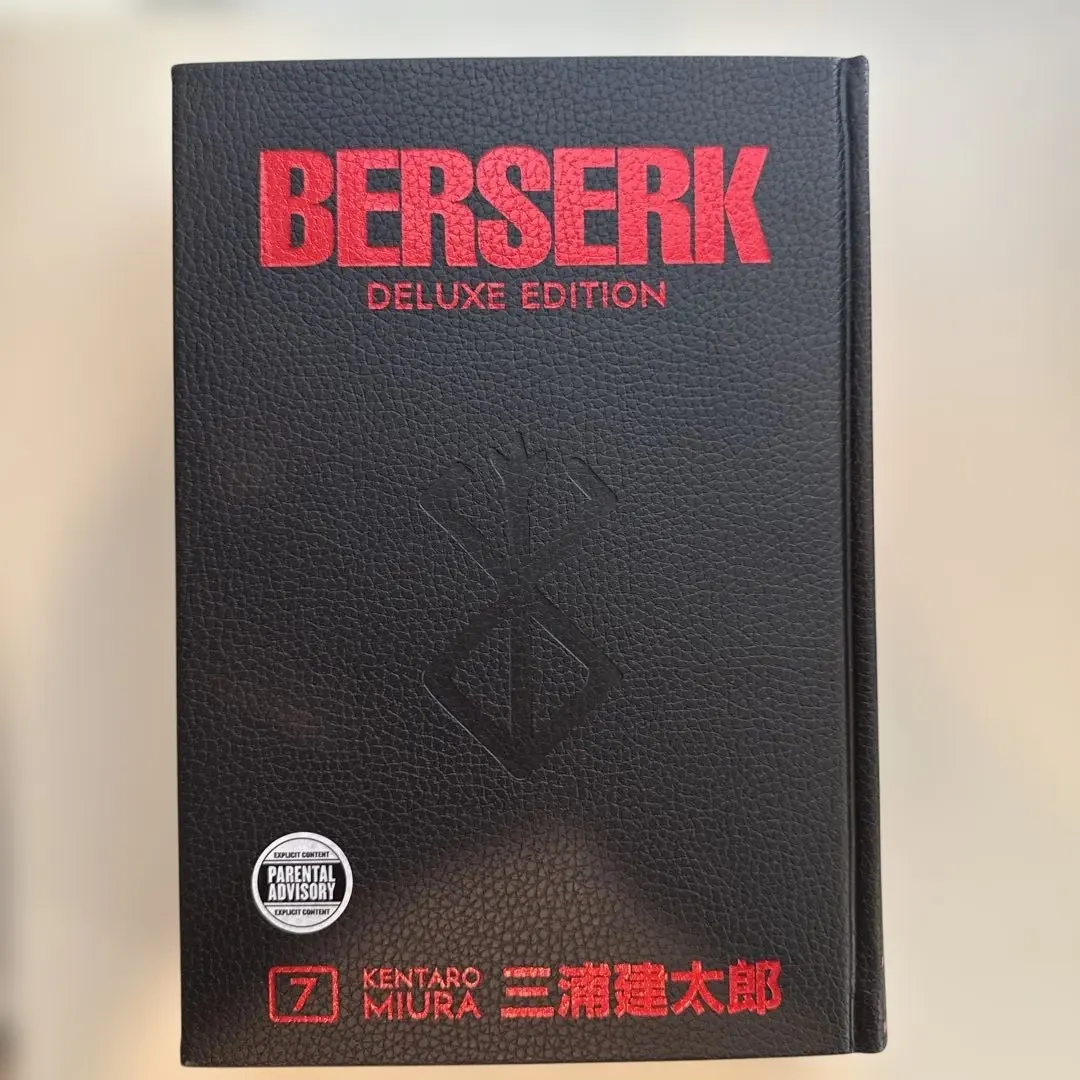 BERSERK
DELUXE EDITION
EXPLICIT CONTENT
PARENTAL
ADVISORY
EXPLICIT CONTENT
7
KENTARO
MIURA
三浦建太郎